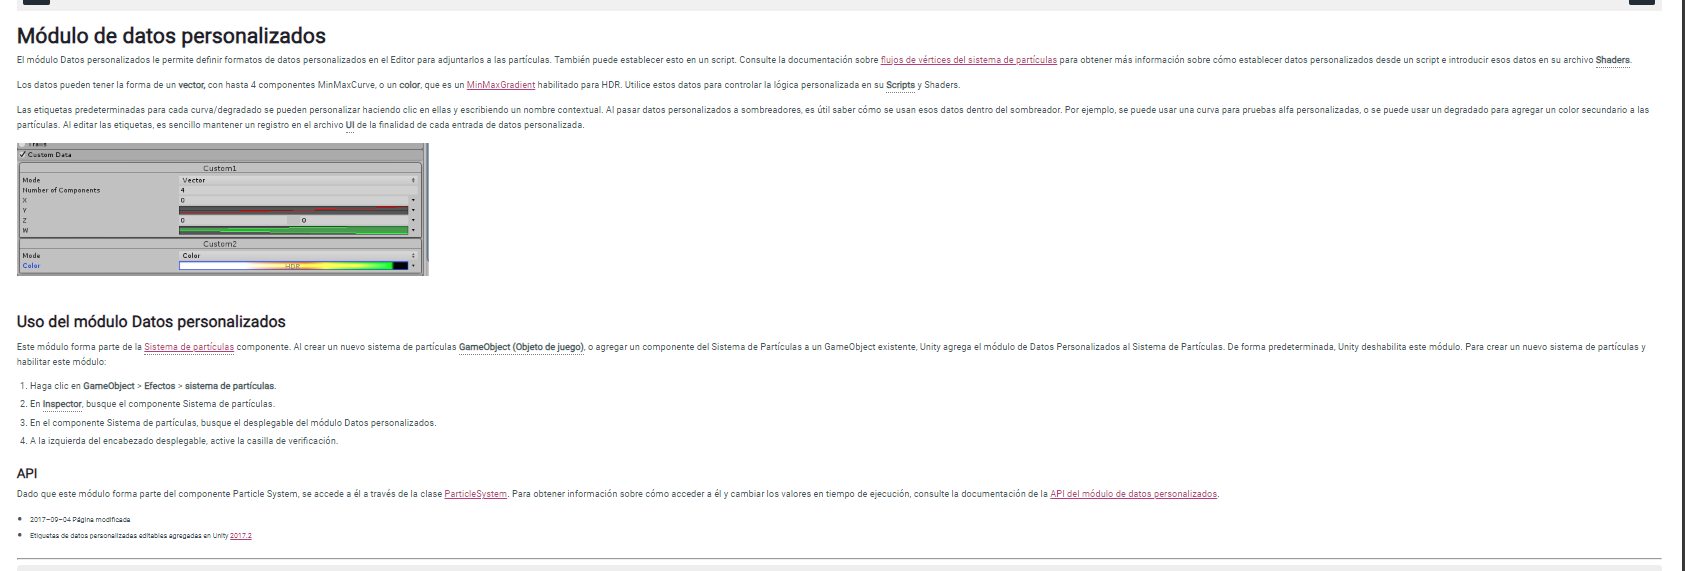 Módulo de datos personalizados
El módulo Datos personalizados le permite definir formatos de datos personalizados en el Editor para adjuntarlos a las partículas. También puede establecer esto en un script. Consulte la documentación sobre flujos de vértices del sistema de partículas para obtener más información sobre cómo establecer datos personalizados desde un script e introducir esos datos en su archivo Shaders.
Los datos pueden tener la forma de un vector, con hasta 4 componentes MinMaxCurve, o un color, que es un MinMaxGradient habilitado para HDR. Utilice estos datos para controlar la lógica personalizada en su Scripts y Shaders.
Las etiquetas predeterminadas para cada curva/degradado se pueden personalizar haciendo clic en ellas y escribiendo un nombre contextual. Al pasar datos personalizados a sombreadores, es útil saber cómo se usan esos datos dentro del sombreador. Por ejemplo, se puede usar una curva para pruebas alfa personalizadas, o se puede usar un degradado para agregar un color secundario a las
partículas. Al editar las etiquetas, es sencillo mantener un registro en el archivo UI de la finalidad de cada entrada de datos personalizada.
Custom Data
Custom1
Mode Vector
Number of Components 4
X 0
Y
Z 0 0
W
Custom2
Mode Color
Color HDR
Uso del módulo Datos personalizados
Este módulo forma parte de la Sistema de partículas componente. Al crear un nuevo sistema de partículas GameObject (Objeto de juego), o agregar un componente del Sistema de Partículas a un GameObject existente, Unity agrega el módulo de Datos Personalizados al Sistema de Partículas. De forma predeterminada, Unity deshabilita este módulo. Para crear un nuevo sistema de partículas y
habilitar este módulo:
1. Haga clic en GameObject > Efectos > sistema de partículas.
2. En Inspector, busque el componente Sistema de partículas.
3. En el componente Sistema de partículas, busque el desplegable del módulo Datos personalizados.
4. A la izquierda del encabezado desplegable, active la casilla de verificación.
API
Dado que este módulo forma parte del componente Particle System, se accede a él a través de la clase ParticleSystem. Para obtener información sobre cómo acceder a él y cambiar los valores en tiempo de ejecución, consulte la documentación de la API del módulo de datos personalizados.
• 2017–09–04 Página modificada
• Etiquetas de datos personalizadas editables agregadas en Unity 2017.2